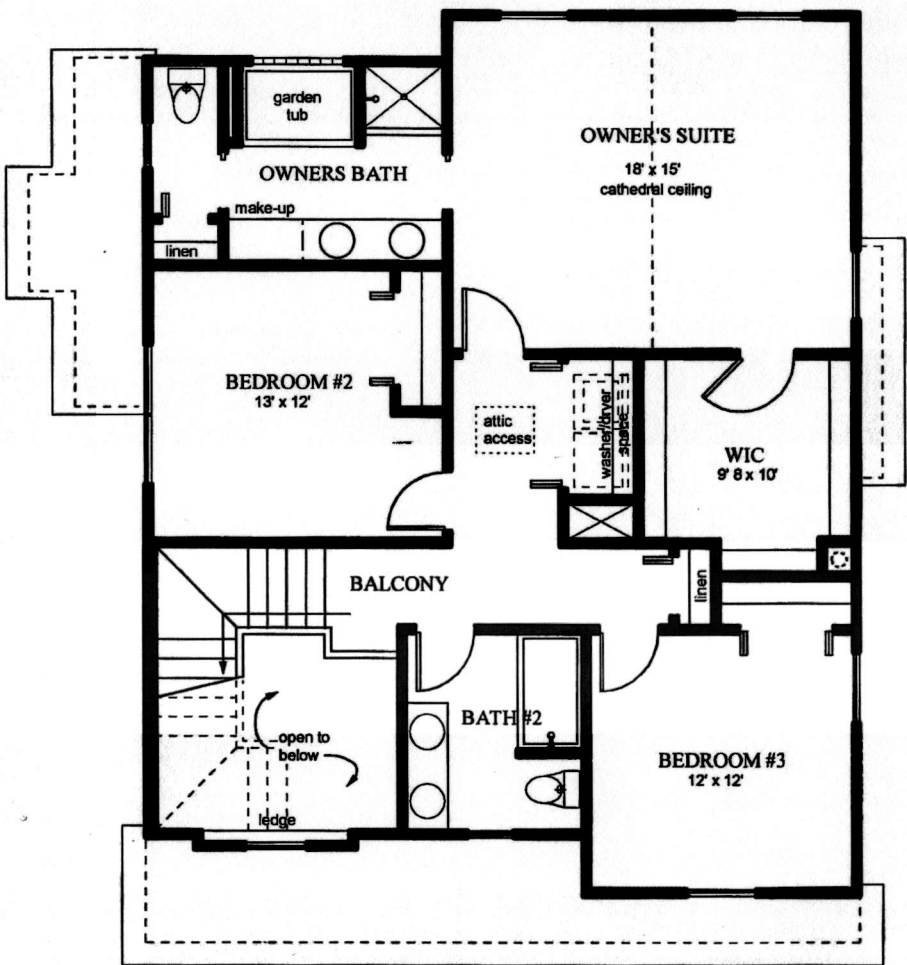 garden
tub
OWNERS BATH
make-up
linen
OWNER'S SUITE
18' x 15'
cathedral ceiling
BEDROOM #2
13' x 12'
attic
access
washer/dryer
space
WIC
9' 8 x 10'
BALCONY
linen
open to
below
ledge
BATH #2
BEDROOM #3
12' x 12'